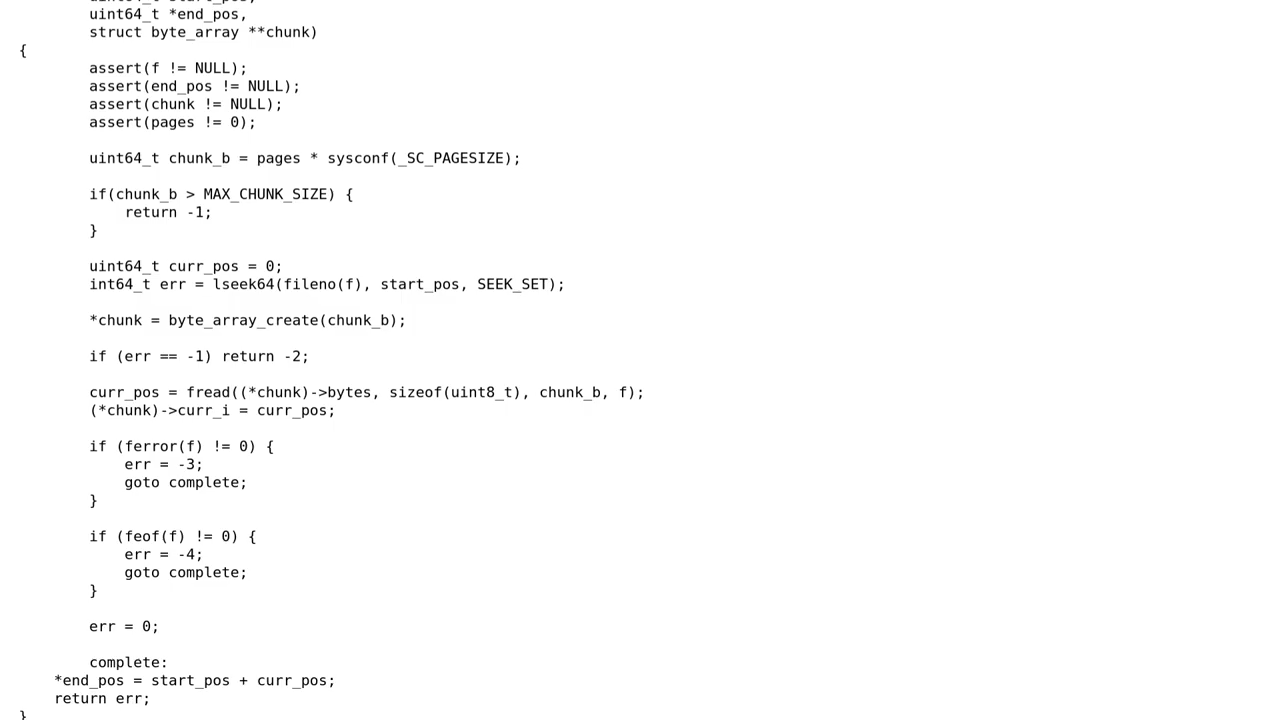 uint64_t start_pos,
uint64_t *end_pos,
struct byte_array **chunk)
{
assert(f != NULL);
assert(end_pos != NULL);
assert(chunk != NULL);
assert(pages != 0);
uint64_t chunk_b = pages * sysconf(_SC_PAGESIZE);
if(chunk_b > MAX_CHUNK_SIZE) {
return -1;
}
uint64_t curr_pos = 0;
int64_t err = lseek64(fileno(f), start_pos, SEEK_SET);
*chunk = byte_array_create(chunk_b);
if (err == -1) return -2;
curr_pos = fread((*chunk)->bytes, sizeof(uint8_t), chunk_b, f);
(*chunk)->curr_i = curr_pos;
if (ferror(f) != 0) {
err = -3;
goto complete;
}
if (feof(f) != 0) {
err = -4;
goto complete;
}
err = 0;
complete:
*end_pos = start_pos + curr_pos;
return err;
}